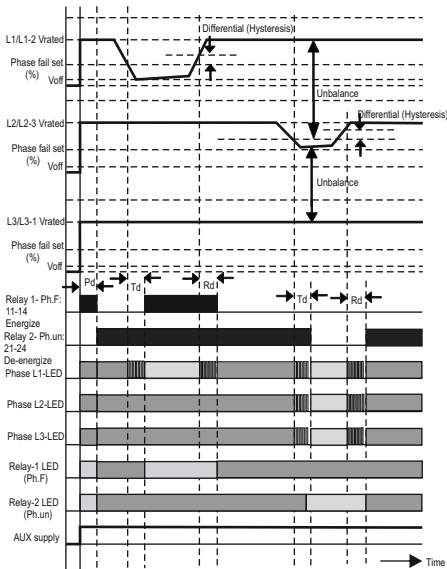 Differential (Hysteresis)
L1/L1-2 Vrated
Phase fail set
(%)
Voff
Unbalance
Differential (Hysteresis)
L2/L2-3 Vrated
Phase fail set
(%)
Voff
Unbalance
L3/L3-1 Vrated
Phase fail set
(%)
Voff
Pd
Td
Rd
Relay 1- Ph.F:
11-14
Energize
Td
Rd
Relay 2- Ph.un:
21-24
De-energize
Phase L1-LED
Phase L2-LED
Phase L3-LED
Relay-1 LED
(Ph.F)
Relay-2 LED
(Ph.un)
AUX supply
Time